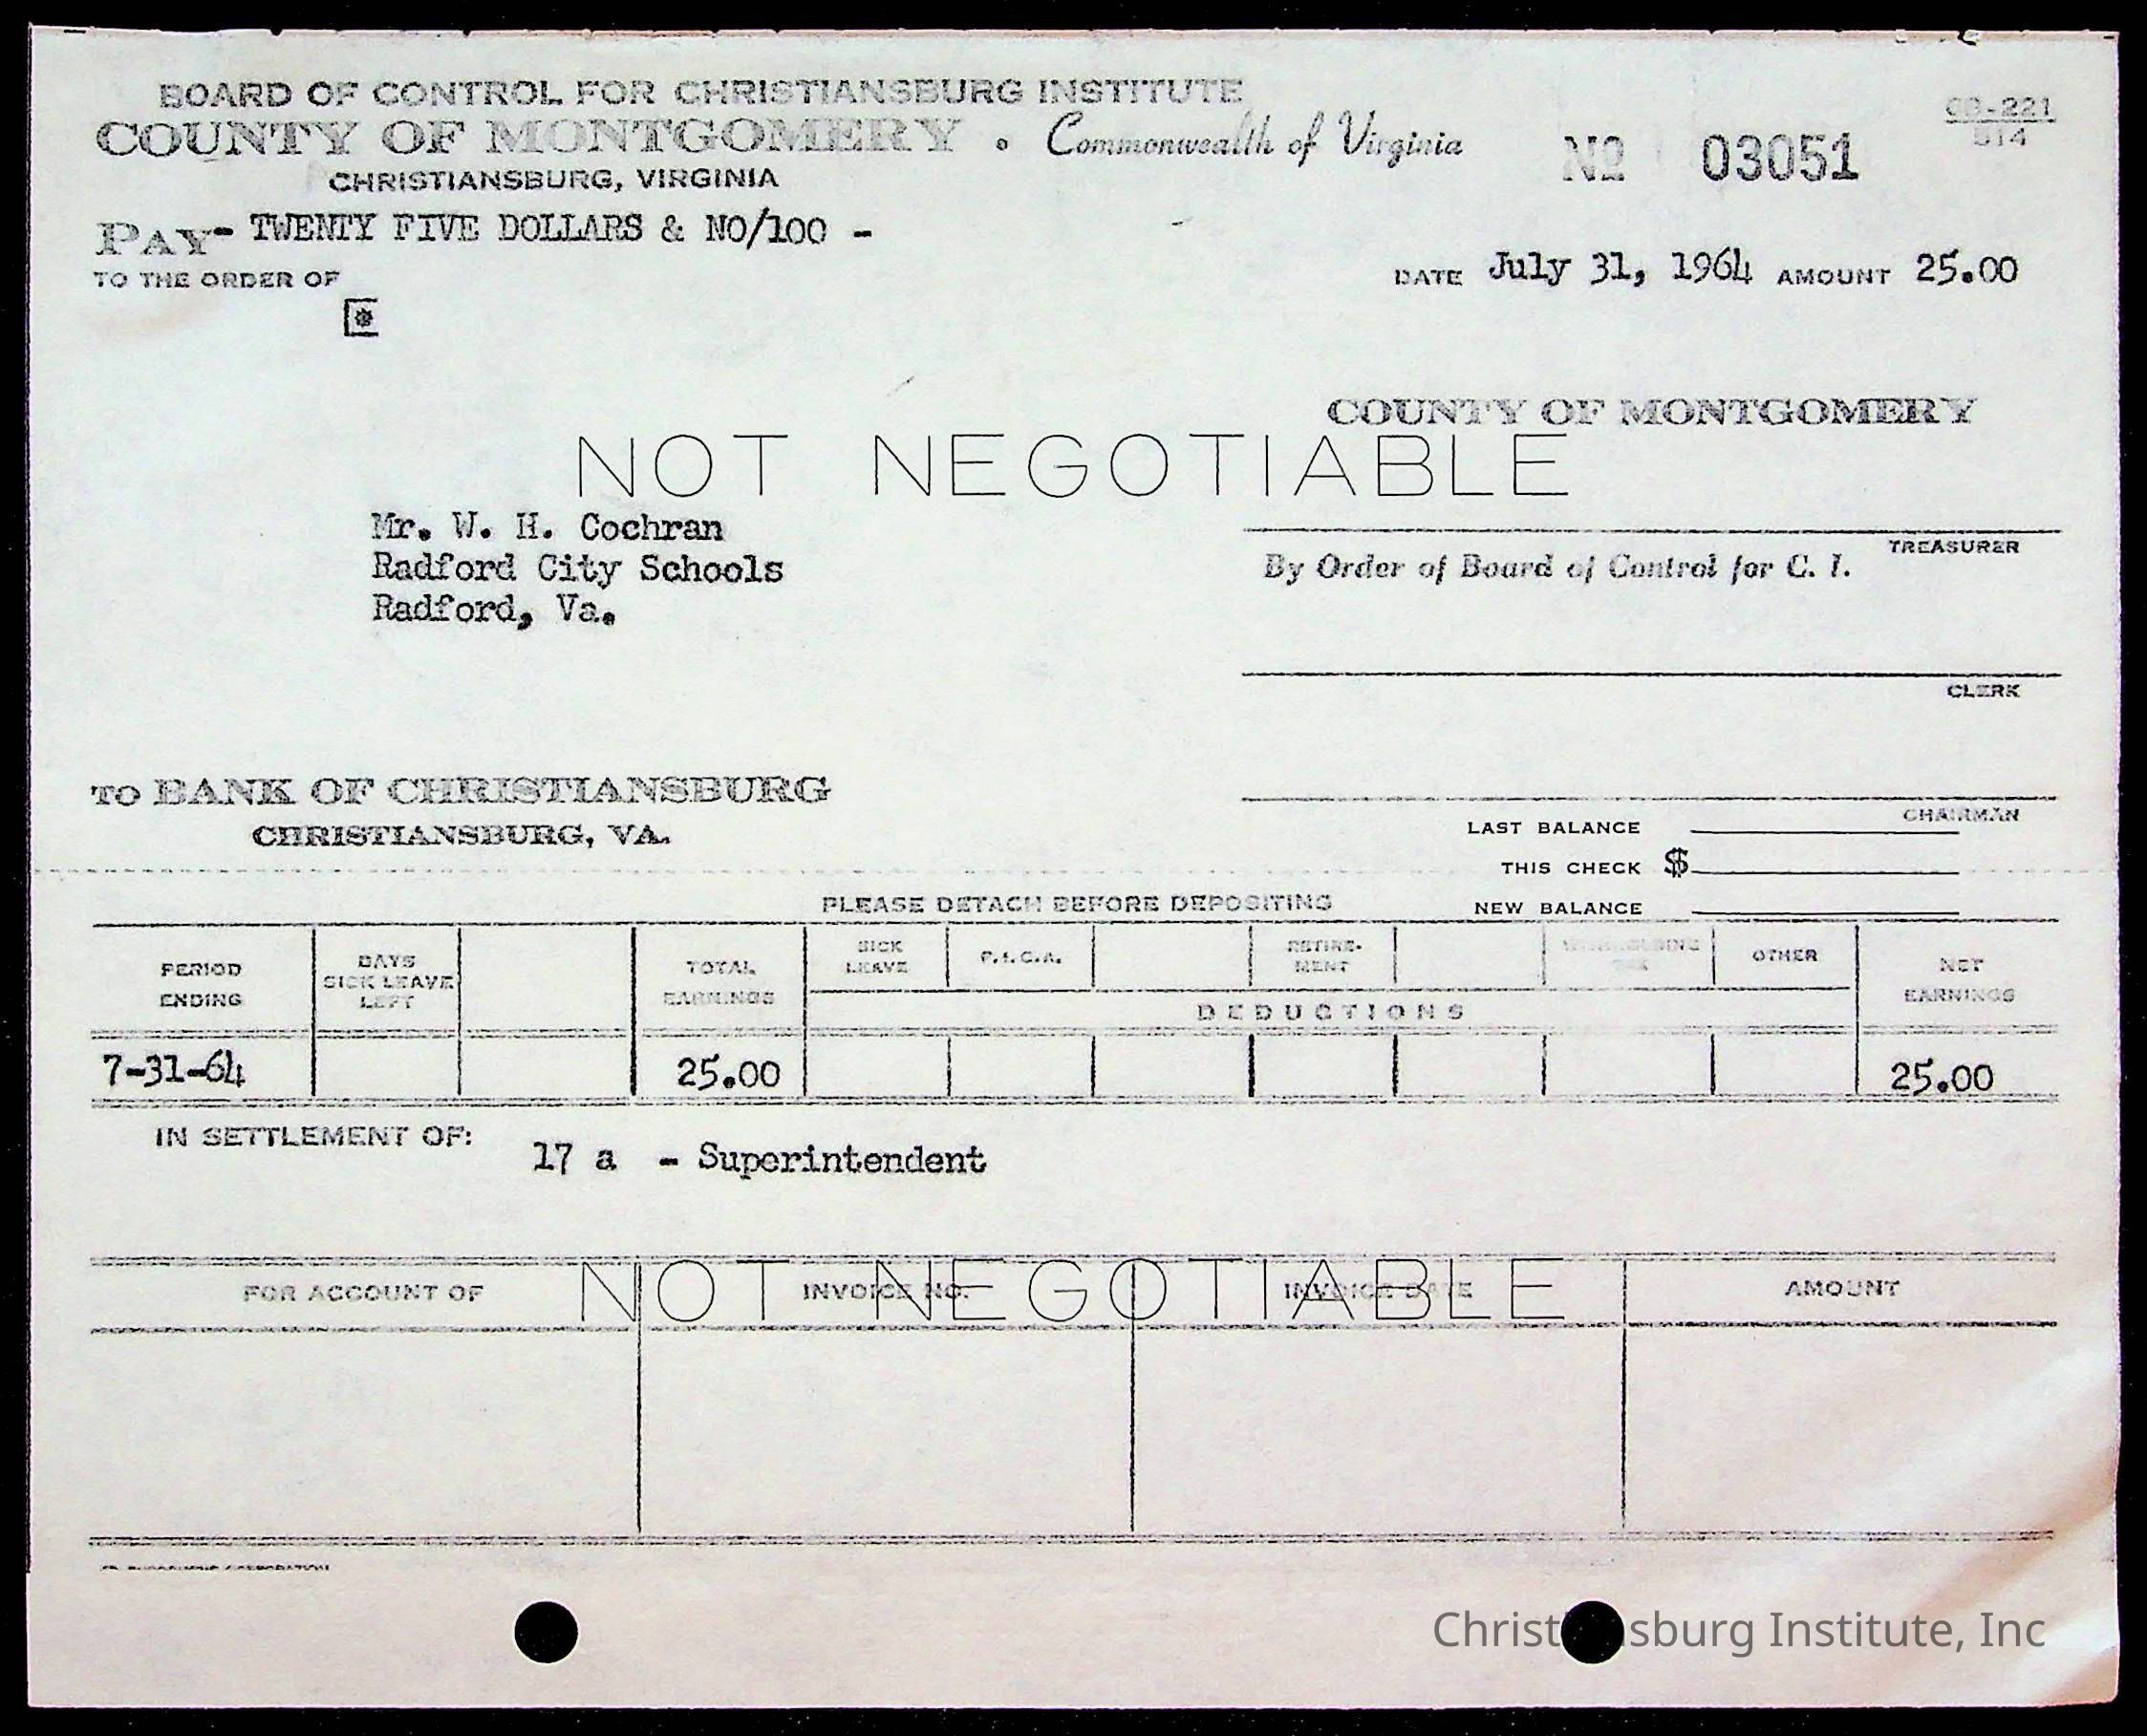 BOARD OF CONTROL FOR CHRISTIANSBURG INSTITUTE
COUNTY OF MONTGOMERY • Commonwealth of Virginia
CHRISTIANSBURG, VIRGINIA
No 03051
-221
514
PAY- TWENTY FIVE DOLLARS & NO/100 -
TO THE ORDER OF
DATE July 31, 1964 AMOUNT 25.00
COUNTY OF MONTGOMERY
NOT NEGOTIABLE
Mr. W. H. Cochran
Radford City Schools
Radford, Va.
TREASURER
By Order of Board of Control for C. I.
CLERK
TO BANK OF CHRISTIANSBURG
CHRISTIANSBURG, VA.
CHAIRMAN
LAST BALANCE
THIS CHECK $
NEW BALANCE
PLEASE DETACH BEFORE DEPOSITING
PERIOD ENDING
DAYS SICK LEAVE LEFT
TOTAL EARNINGS
SICK LEAVE
F.I.C.A.
RETIRE-MENT
WITHHOLDING
OTHER
NET EARNINGS
DEDUCTIONS
7-31-64 25.00 25.00
IN SETTLEMENT OF:
17 a - Superintendent
NOT NEGOTIABLE
FOR ACCOUNT OF INVOICE NO. INVOICE DATE AMOUNT
Christiansburg Institute, Inc